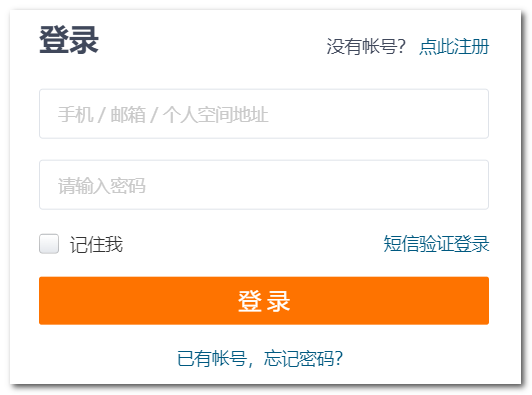 登录
没有帐号？ 点此注册
手机 / 邮箱 / 个人空间地址
请输入密码
记住我
短信验证登录
登录
已有帐号，忘记密码？